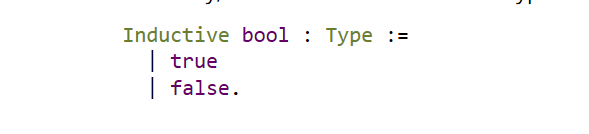 Inductive bool : Type :=
| true
| false.